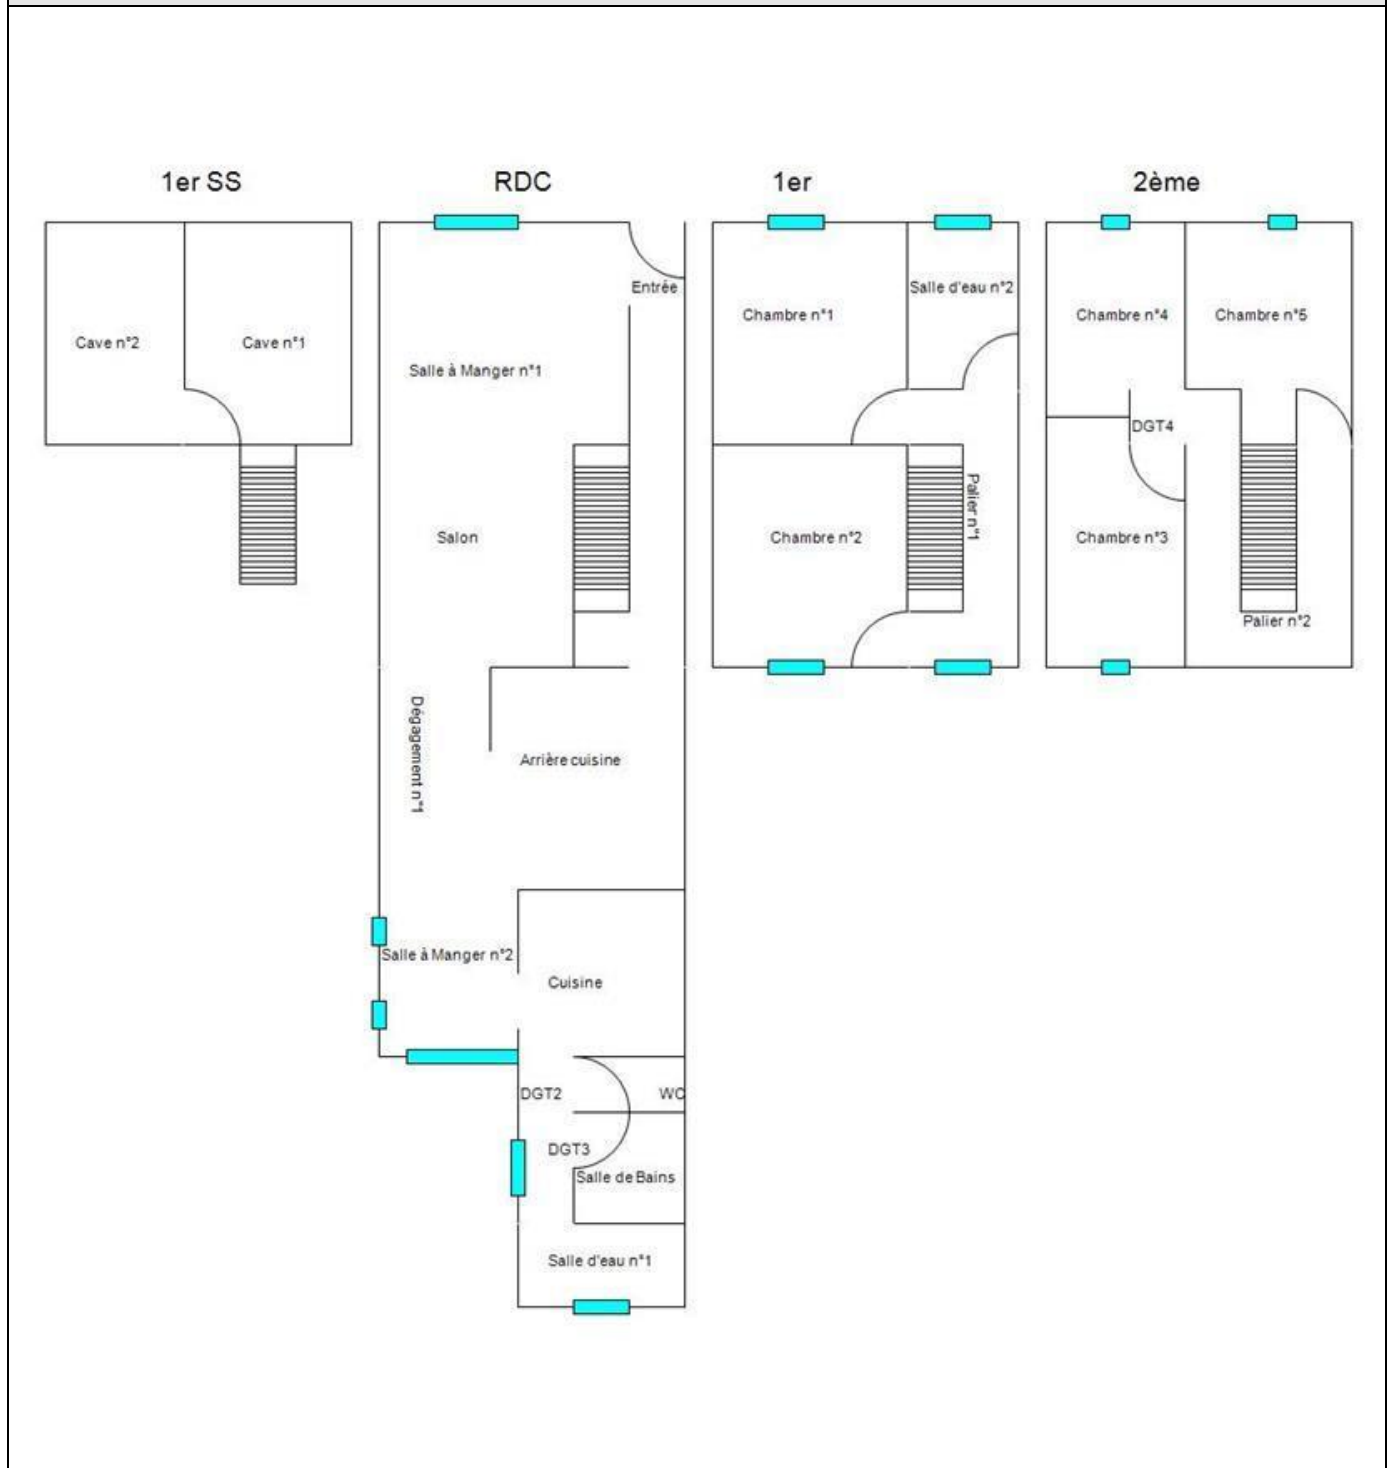 1er SS
RDC
1er
2ème
Cave n°2
Cave n°1
Entrée
Salle à Manger n°1
Salon
Dégagement n°1
Arrière cuisine
Salle à Manger n°2
Cuisine
DGT2
WC
DGT3
Salle de Bains
Salle d'eau n°1
Chambre n°1
Salle d'eau n°2
Chambre n°2
Palier n°1
Chambre n°4
Chambre n°5
DGT4
Chambre n°3
Palier n°2